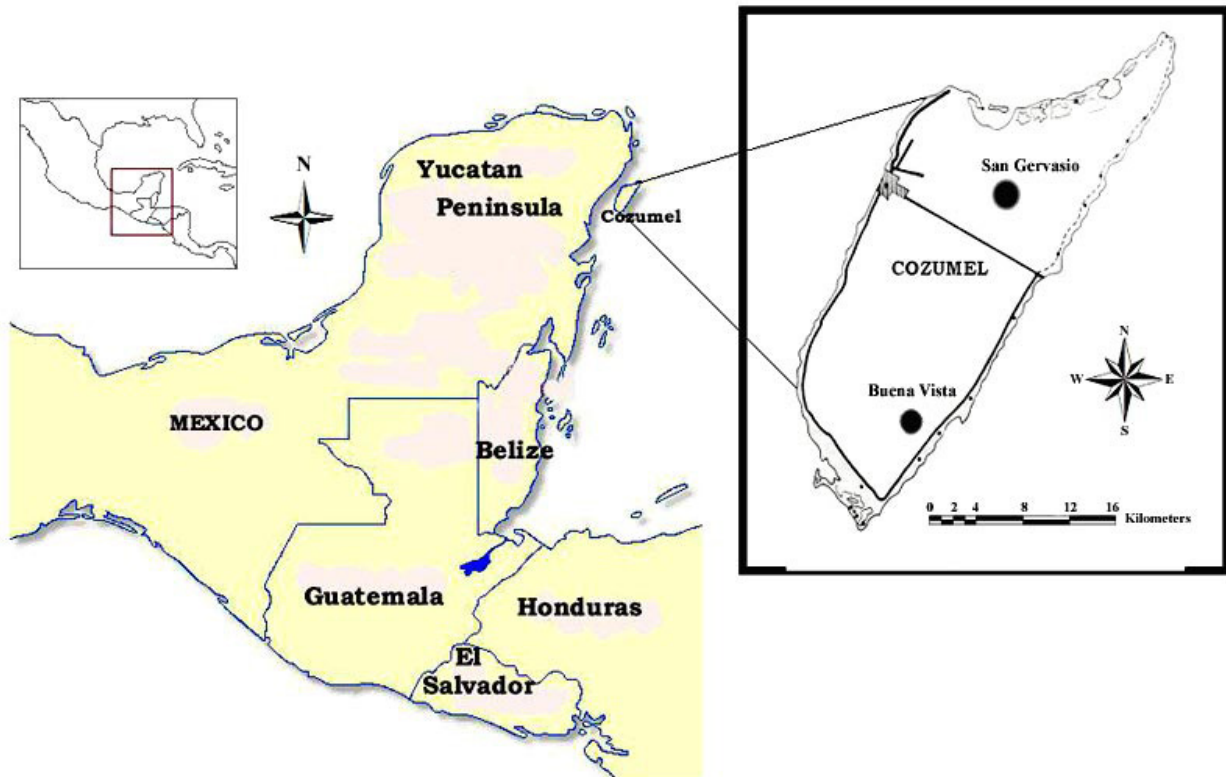 N
Yucatan
Peninsula
Cozumel
MEXICO
Belize
Guatemala
Honduras
El
Salvador
San Gervasio
COZUMEL
Buena Vista
N
W E
S
0 2 4 8 12 16 Kilometers